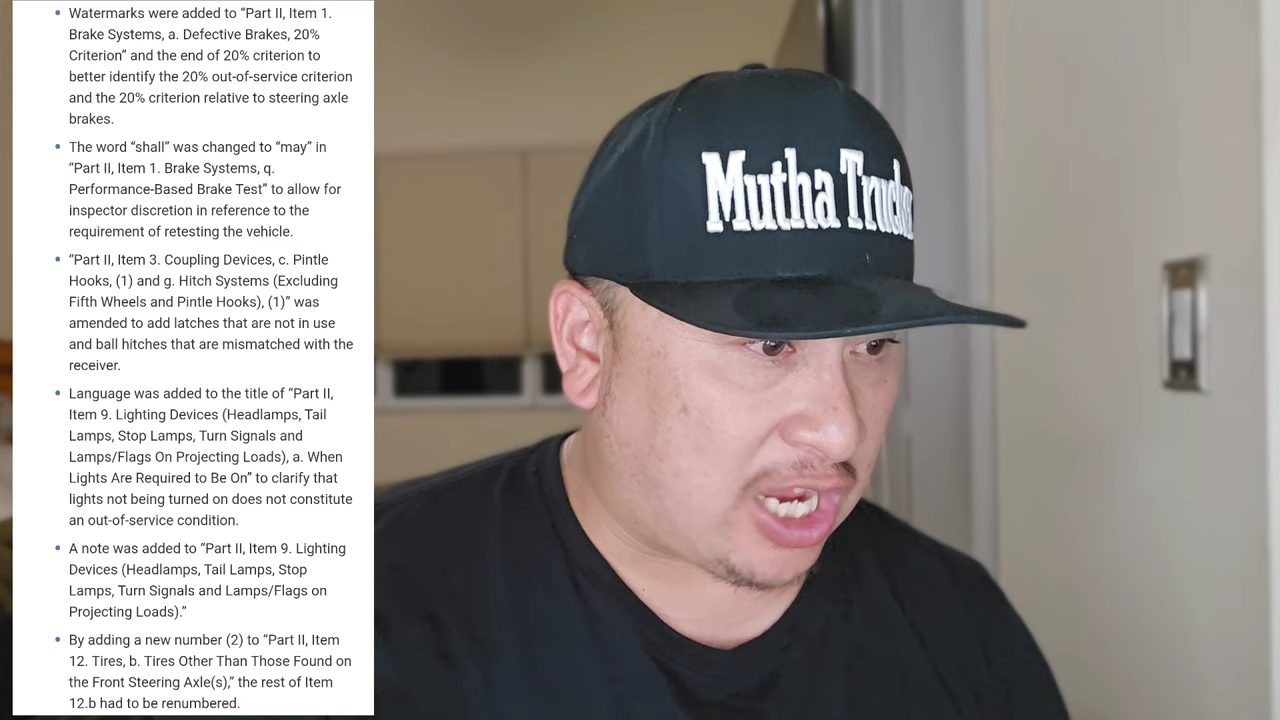 Watermarks were added to “Part II, Item 1.
Brake Systems, a. Defective Brakes, 20%
Criterion” and the end of 20% criterion to
better identify the 20% out-of-service criterion
and the 20% criterion relative to steering axle
brakes.
The word “shall” was changed to “may” in
“Part II, Item 1. Brake Systems, q.
Performance-Based Brake Test” to allow for
inspector discretion in reference to the
requirement of retesting the vehicle.
“Part II, Item 3. Coupling Devices, c. Pintle
Hooks, (1) and g. Hitch Systems (Excluding
Fifth Wheels and Pintle Hooks), (1)” was
amended to add latches that are not in use
and ball hitches that are mismatched with the
receiver.
Language was added to the title of “Part II,
Item 9. Lighting Devices (Headlamps, Tail
Lamps, Stop Lamps, Turn Signals and
Lamps/Flags On Projecting Loads), a. When
Lights Are Required to Be On” to clarify that
lights not being turned on does not constitute
an out-of-service condition.
A note was added to “Part II, Item 9. Lighting
Devices (Headlamps, Tail Lamps, Stop
Lamps, Turn Signals and Lamps/Flags on
Projecting Loads).”
By adding a new number (2) to “Part II, Item
12. Tires, b. Tires Other Than Those Found on
the Front Steering Axle(s),” the rest of Item
12.b had to be renumbered.
Mutha